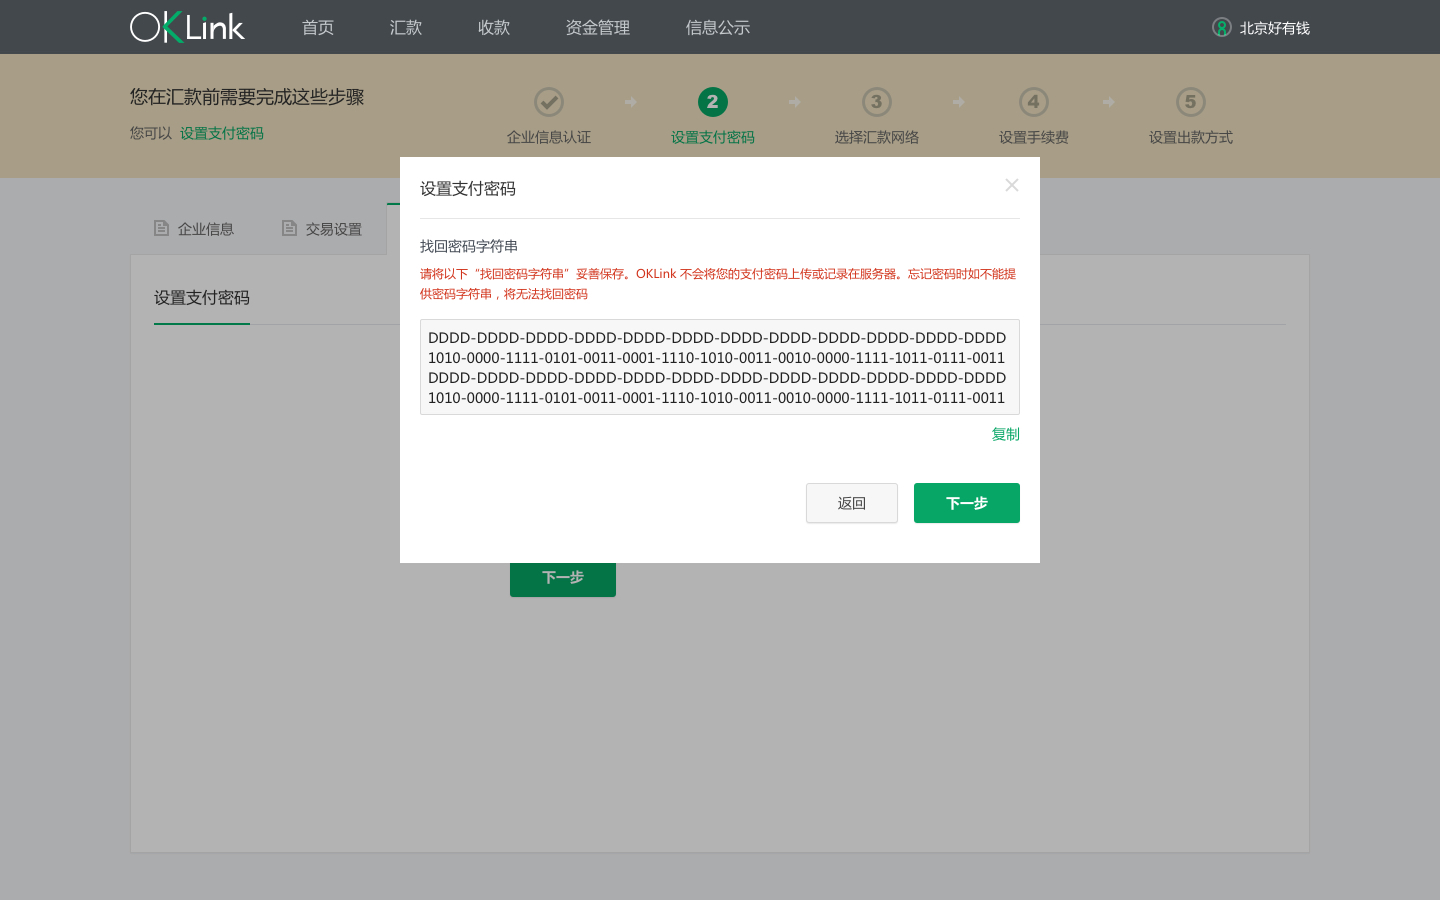 OKLink
首页 汇款 收款 资金管理 信息公示
北京好有钱
您在汇款前需要完成这些步骤
您可以 设置支付密码
2 3 4 5
企业信息认证 设置支付密码 选择汇款网络 设置手续费 设置出款方式
企业信息 交易设置
设置支付密码
设置支付密码
找回密码字符串
请将以下“找回密码字符串”妥善保存。OKLink 不会将您的支付密码上传或记录在服务器。忘记密码时如不能提
供密码字符串，将无法找回密码
DDDD-DDDD-DDDD-DDDD-DDDD-DDDD-DDDD-DDDD-DDDD-DDDD-DDDD-DDDD
1010-0000-1111-0101-0011-0001-1110-1010-0011-0010-0000-1111-1011-0111-0011
DDDD-DDDD-DDDD-DDDD-DDDD-DDDD-DDDD-DDDD-DDDD-DDDD-DDDD-DDDD
1010-0000-1111-0101-0011-0001-1110-1010-0011-0010-0000-1111-1011-0111-0011
复制
返回 下一步
下一步